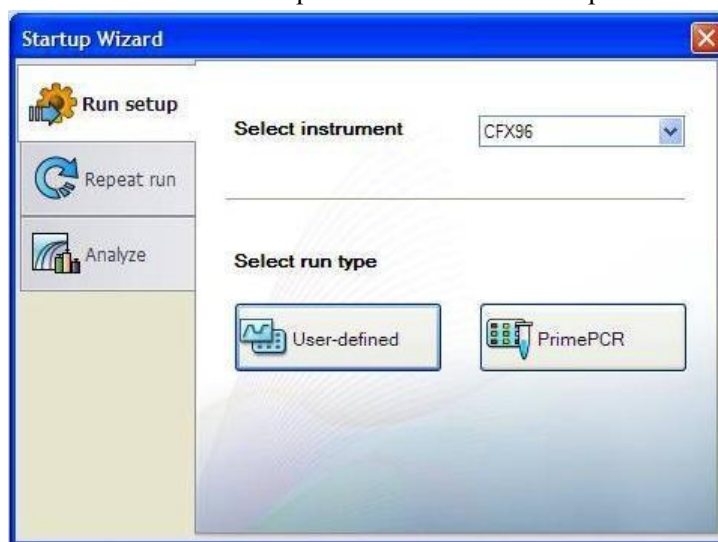 Startup Wizard
Run setup
Repeat run
Analyze
Select instrument
CFX96
Select run type
User-defined
PrimePCR